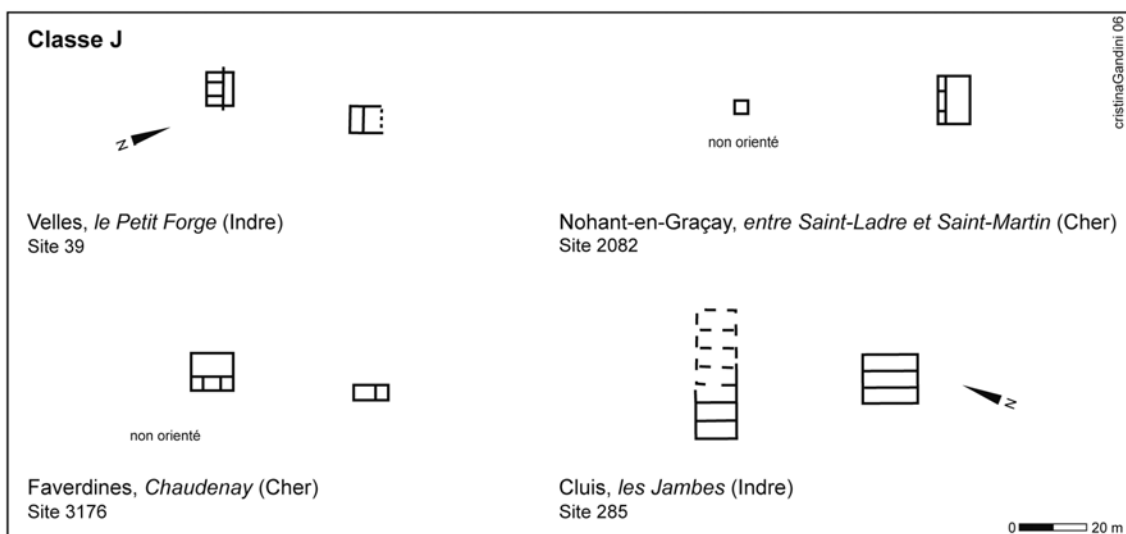 Classe J
cristinaGandini 06
N
non orienté
Velles, le Petit Forge (Indre)
Site 39
Nohant-en-Graçay, entre Saint-Ladre et Saint-Martin (Cher)
Site 2082
non orienté
N
Faverdines, Chaudenay (Cher)
Site 3176
Cluis, les Jambes (Indre)
Site 285
0 20 m